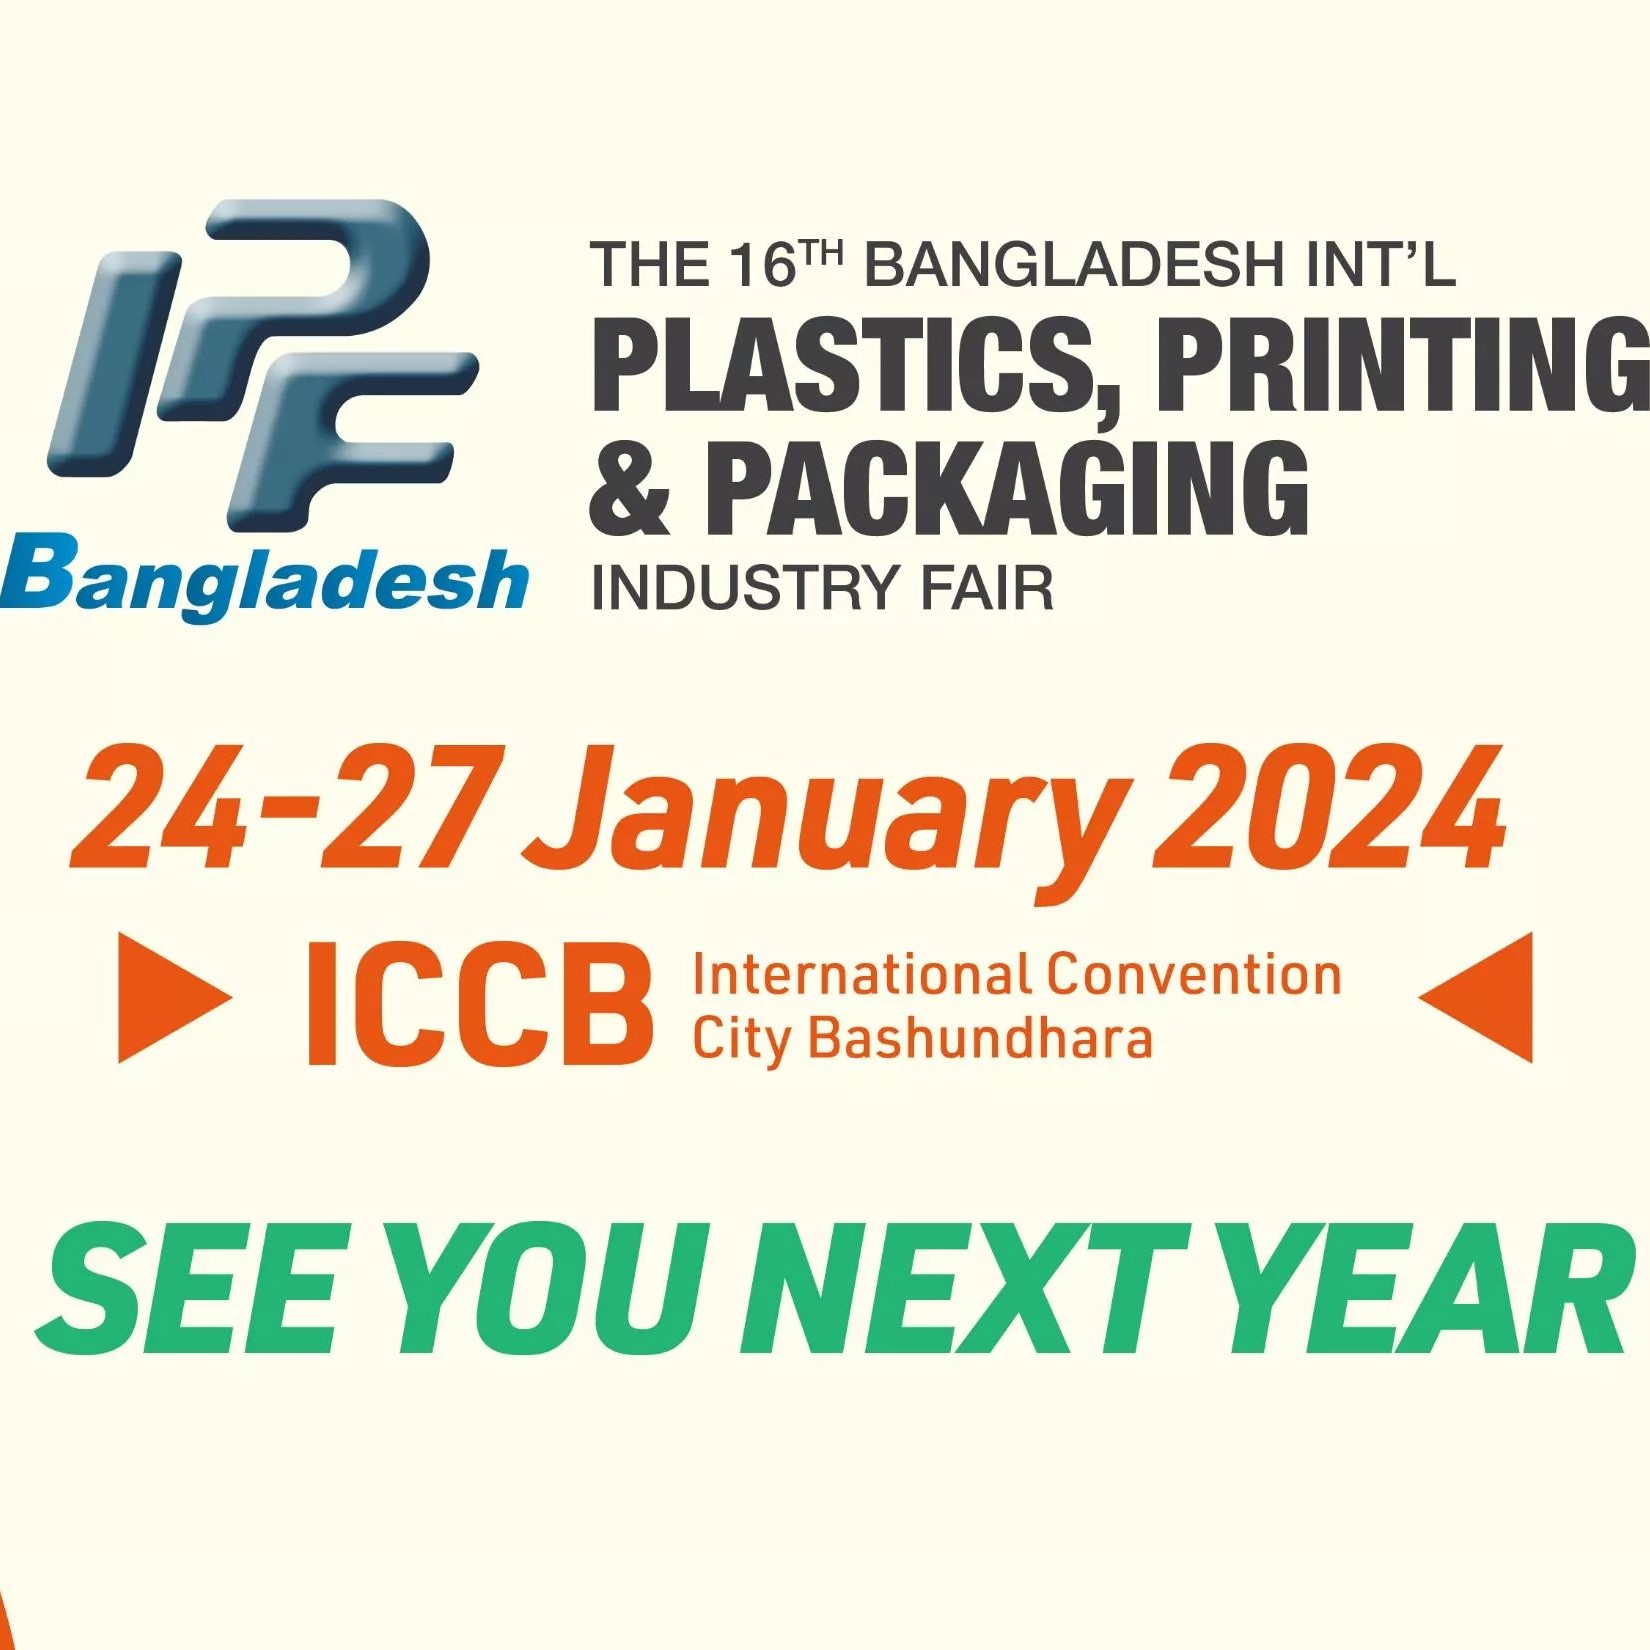 IPF
Bangladesh
THE 16TH BANGLADESH INT'L
PLASTICS, PRINTING
& PACKAGING
INDUSTRY FAIR
24-27 January 2024
ICCB International Convention
City Bashundhara
SEE YOU NEXT YEAR